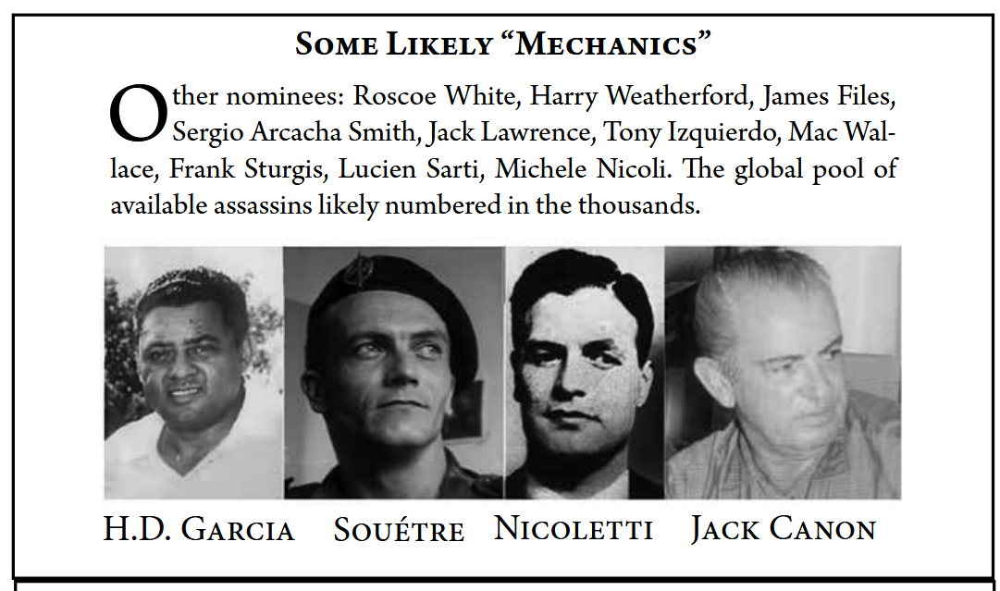 Some Likely “Mechanics”
Other nominees: Roscoe White, Harry Weatherford, James Files,
Sergio Arcacha Smith, Jack Lawrence, Tony Izquierdo, Mac Wal-
lace, Frank Sturgis, Lucien Sarti, Michele Nicoli. The global pool of
available assassins likely numbered in the thousands.
H.D. Garcia Souétre Nicoletti Jack Canon